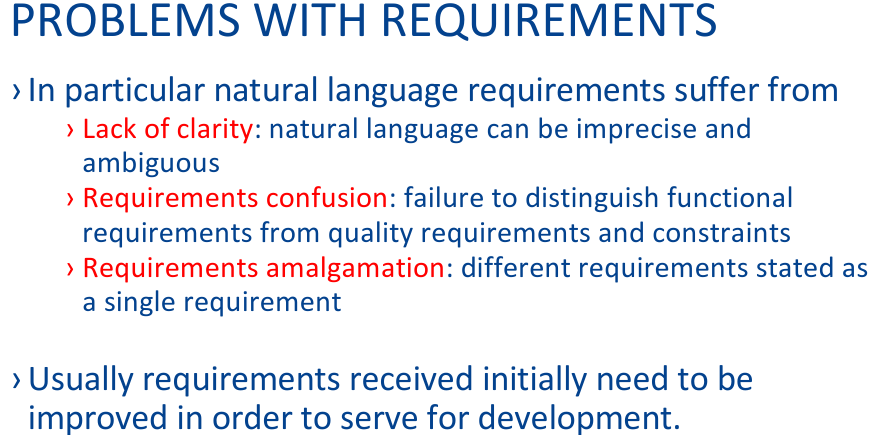 PROBLEMS WITH REQUIREMENTS
› In particular natural language requirements suffer from
› Lack of clarity: natural language can be imprecise and
ambiguous
› Requirements confusion: failure to distinguish functional
requirements from quality requirements and constraints
› Requirements amalgamation: different requirements stated as
a single requirement
› Usually requirements received initially need to be
improved in order to serve for development.